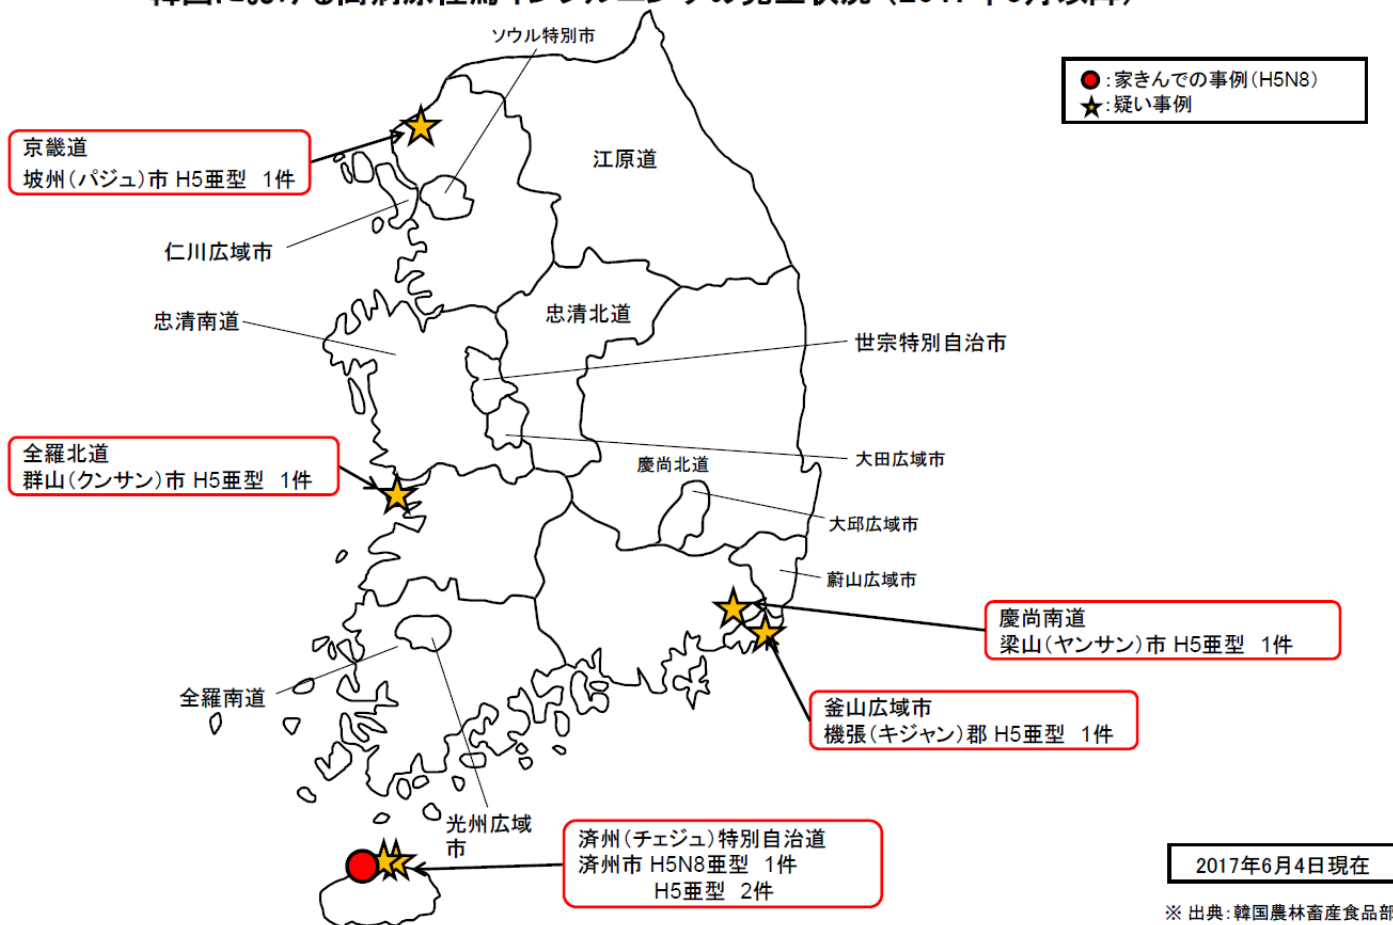 ソウル特別市
●:家きんでの事例(H5N8)
★:疑い事例
京畿道
坡州(パジュ)市 H5亜型 1件
江原道
仁川広域市
忠清北道
忠清南道
世宗特別自治市
全羅北道
群山(クンサン)市 H5亜型 1件
慶尚北道
大田広域市
大邱広域市
蔚山広域市
慶尚南道
梁山(ヤンサン)市 H5亜型 1件
全羅南道
釜山広域市
機張(キジャン)郡 H5亜型 1件
光州広域
市
済州(チェジュ)特別自治道
済州市 H5N8亜型 1件
H5亜型 2件
2017年6月4日現在
※ 出典:韓国農林畜産食品部